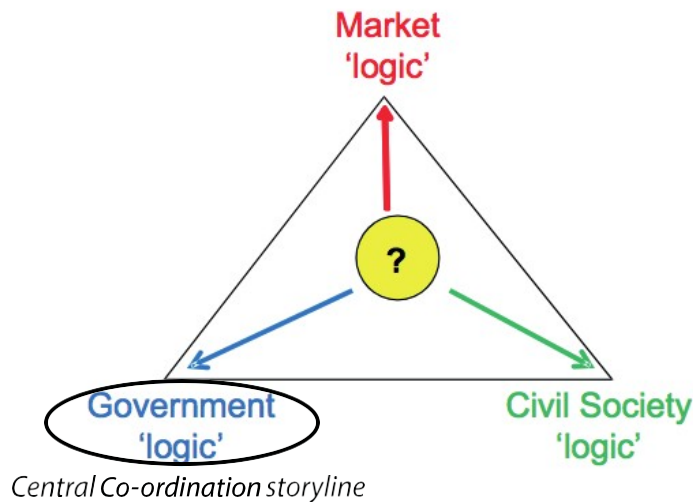 Market
‘logic’
?
Government
‘logic’
Civil Society
‘logic’
Central Co-ordination storyline